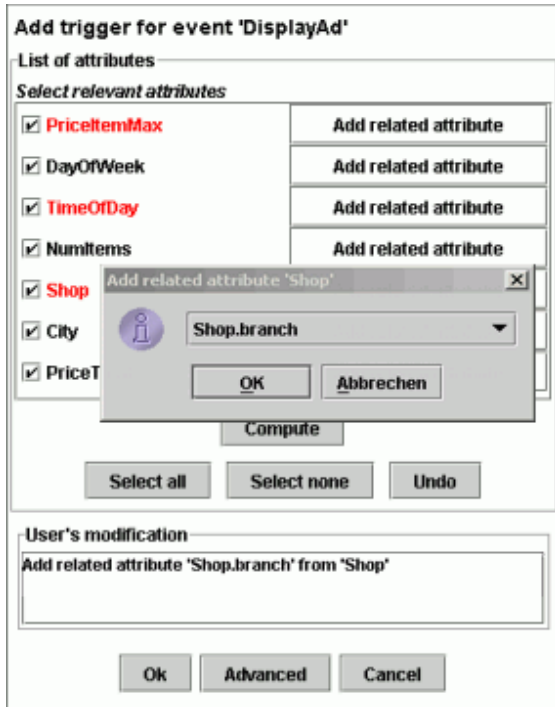 Add trigger for event 'DisplayAd'
List of attributes
Select relevant attributes
PriceItemMax Add related attribute
DayOfWeek Add related attribute
TimeOfDay Add related attribute
NumItems Add related attribute
Add related attribute 'Shop'
Shop
Shop.branch
City
OK Abbrechen
PriceT
Compute
Select all Select none Undo
User's modification
Add related attribute 'Shop.branch' from 'Shop'
Ok Advanced Cancel